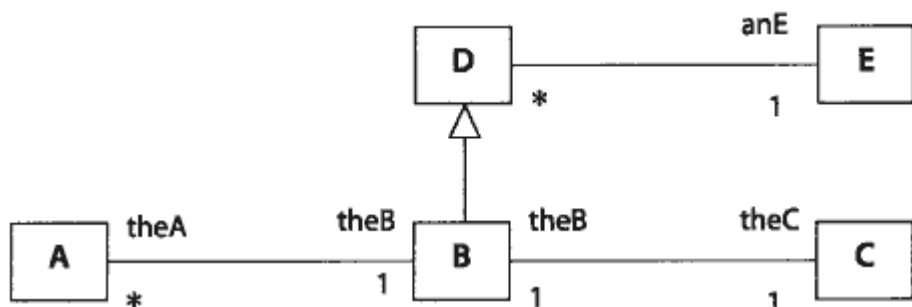 anE
D E
* 1
theA theB theB theC
A B C
* 1 1 1